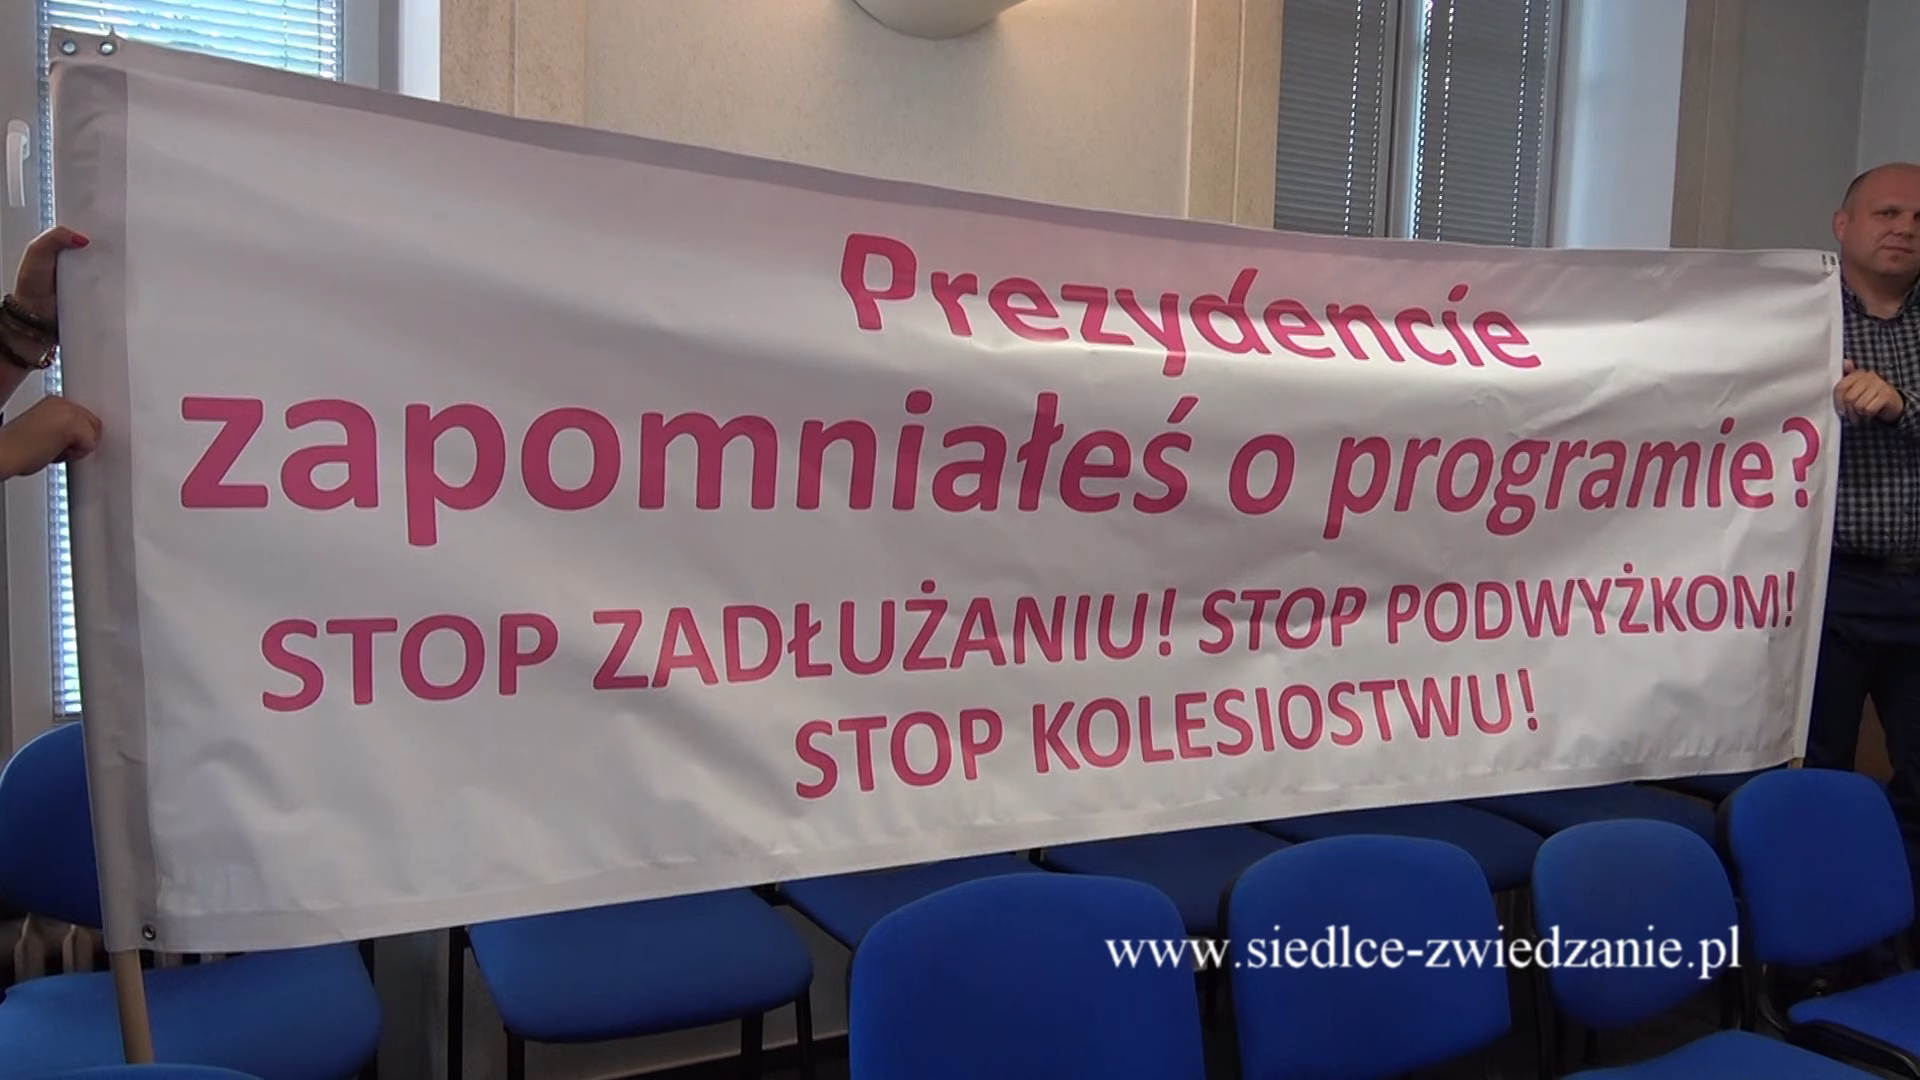 Prezydencie
zapomniałeś o programie?
STOP ZADŁUŻANIU! STOP PODWYŻKOM!
STOP KOLESIOSTWU!
www.siedlce-zwiedzanie.pl